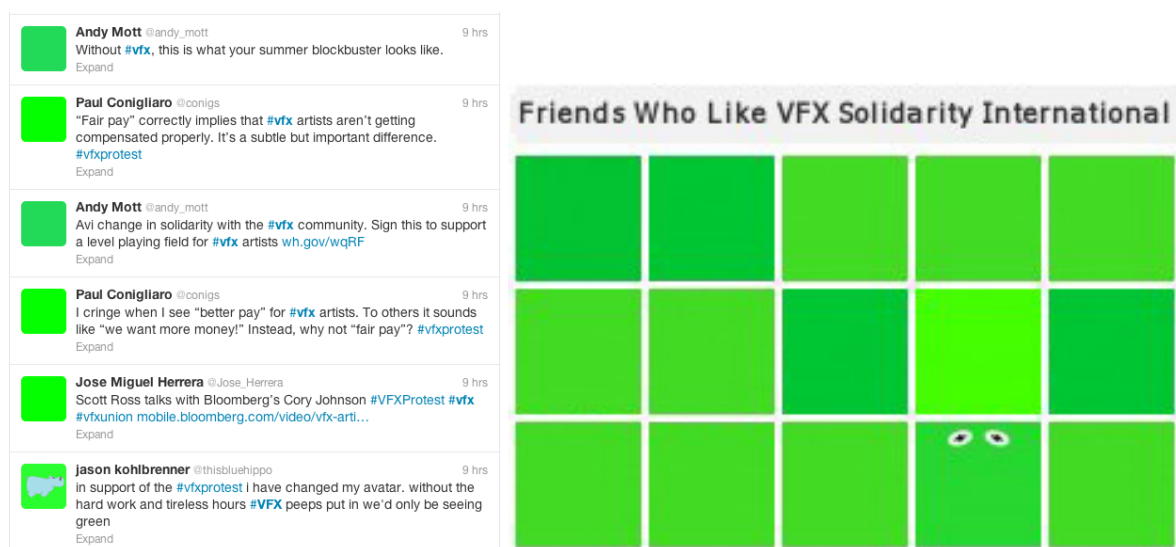 Andy Mott @andy_mott 9 hrs
Without #vfx, this is what your summer blockbuster looks like.
Expand
Paul Conigliaro @conigs 9 hrs
“Fair pay” correctly implies that #vfx artists aren’t getting
compensated properly. It’s a subtle but important difference.
#vfxprotest
Expand
Andy Mott @andy_mott 9 hrs
Avi change in solidarity with the #vfx community. Sign this to support
a level playing field for #vfx artists wh.gov/wqRF
Expand
Paul Conigliaro @conigs 9 hrs
I cringe when I see “better pay” for #vfx artists. To others it sounds
like “we want more money!” Instead, why not “fair pay”? #vfxprotest
Expand
Jose Miguel Herrera @Jose_Herrera 9 hrs
Scott Ross talks with Bloomberg’s Cory Johnson #VFXProtest #vfx
#vfxunion mobile.bloomberg.com/video/vfx-arti…
Expand
jason kohlbrenner @thisbluehippo 9 hrs
in support of the #vfxprotest i have changed my avatar. without the
hard work and tireless hours #VFX peeps put in we'd only be seeing
green
Expand
Friends Who Like VFX Solidarity International